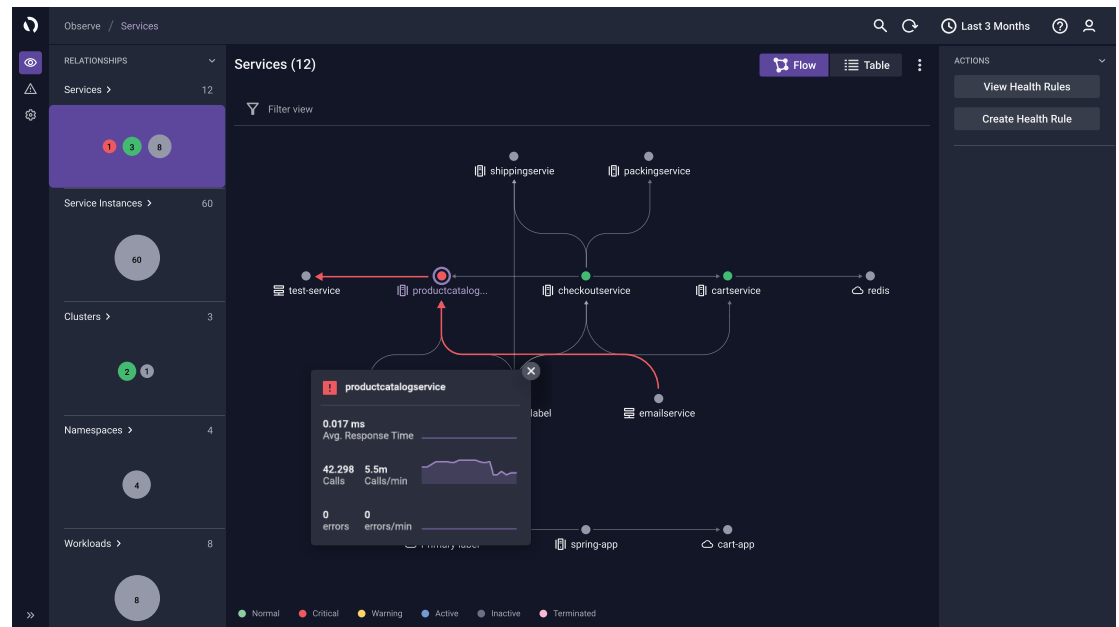 Observe / Services
Last 3 Months
RELATIONSHIPS
Services > 12
1 3 8
Service Instances > 60
60
Clusters > 3
2 1
Namespaces > 4
4
Workloads > 8
8
Services (12)
Flow
Table
Filter view
shippingservie
packingservice
test-service
productcatalog...
checkoutservice
cartservice
redis
label
emailservice
! productcatalogservice
0.017 ms
Avg. Response Time
42.298 5.5m
Calls Calls/min
0 0
errors errors/min
spring-app
cart-app
Normal Critical Warning Active Inactive Terminated
ACTIONS
View Health Rules
Create Health Rule